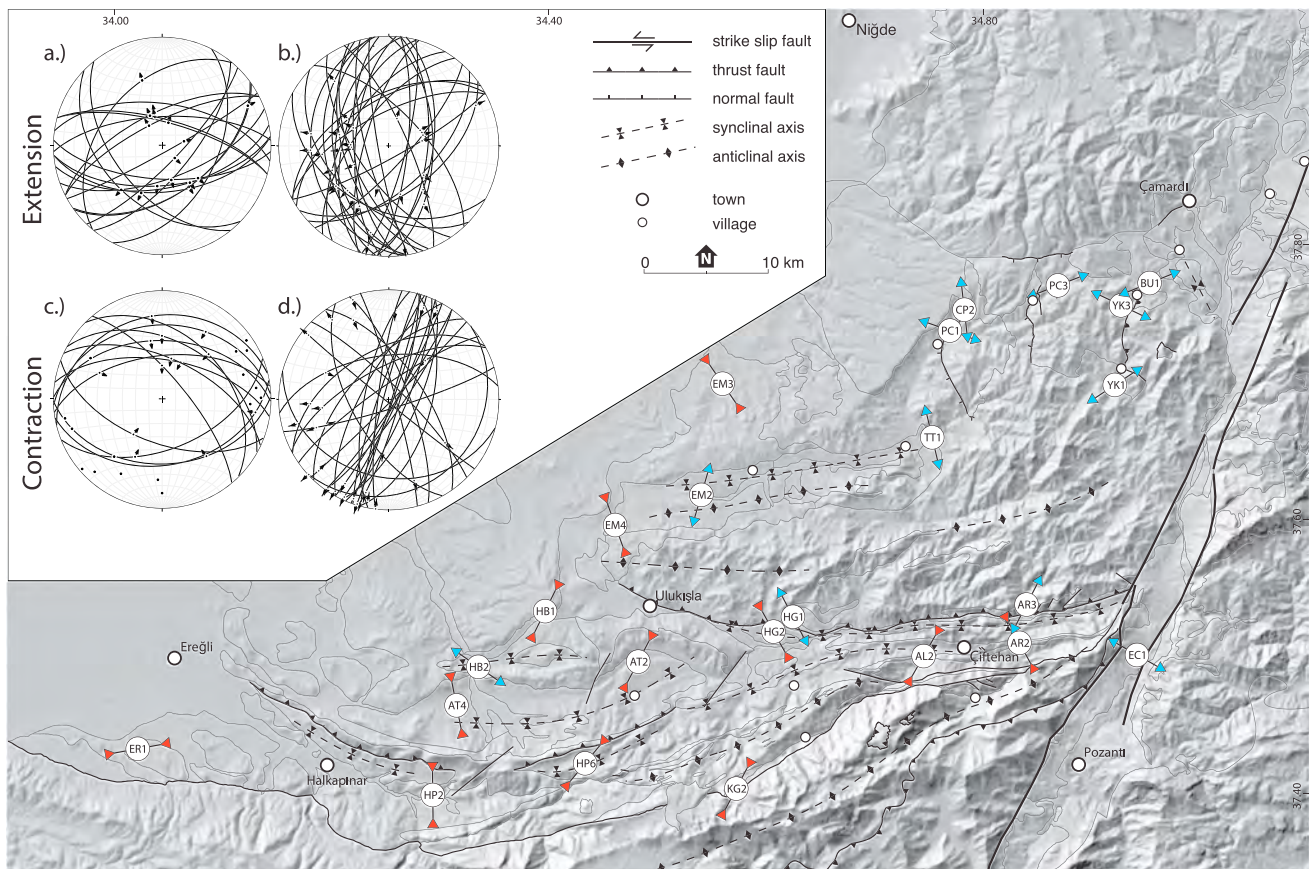 34.00
34.40
34.80
a.)
b.)
Extension
c.)
d.)
Contraction
strike slip fault
thrust fault
normal fault
synclinal axis
anticlinal axis
town
village
N
0
10 km
Niğde
Çamardı
37.80
BU1
PC3
YK3
CP2
PC1
EM3
YK1
TT1
EM2
EM4
37.60
Ulukışla
HB1
HG1
AR3
HG2
AR2
Ereğli
AT2
AL2
Çiftehan
EC1
HB2
AT4
ER1
Halkapınar
HP6
Pozantı
HP2
KG2
37.40